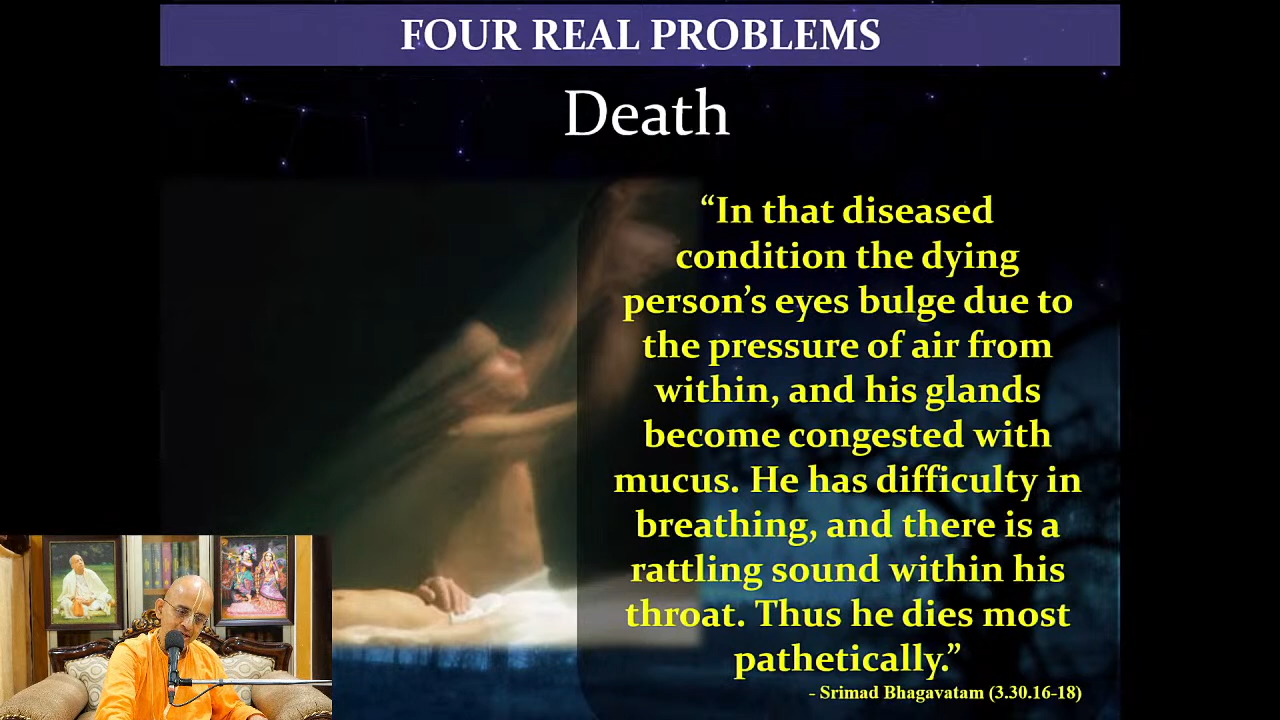 FOUR REAL PROBLEMS
Death
“In that diseased
condition the dying
person’s eyes bulge due to
the pressure of air from
within, and his glands
become congested with
mucus. He has difficulty in
breathing, and there is a
rattling sound within his
throat. Thus he dies most
pathetically.”
- Srimad Bhagavatam (3.30.16-18)